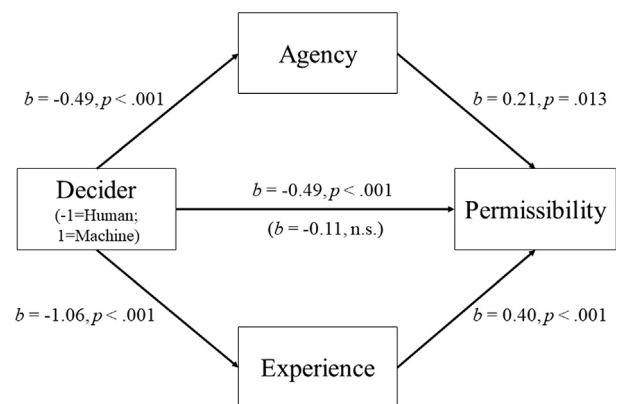 Agency
b = -0.49, p < .001
b = 0.21, p = .013
Decider
(-1=Human;
1=Machine)
b = -0.49, p < .001
(b = -0.11, n.s.)
Permissibility
b = -1.06, p < .001
b = 0.40, p < .001
Experience